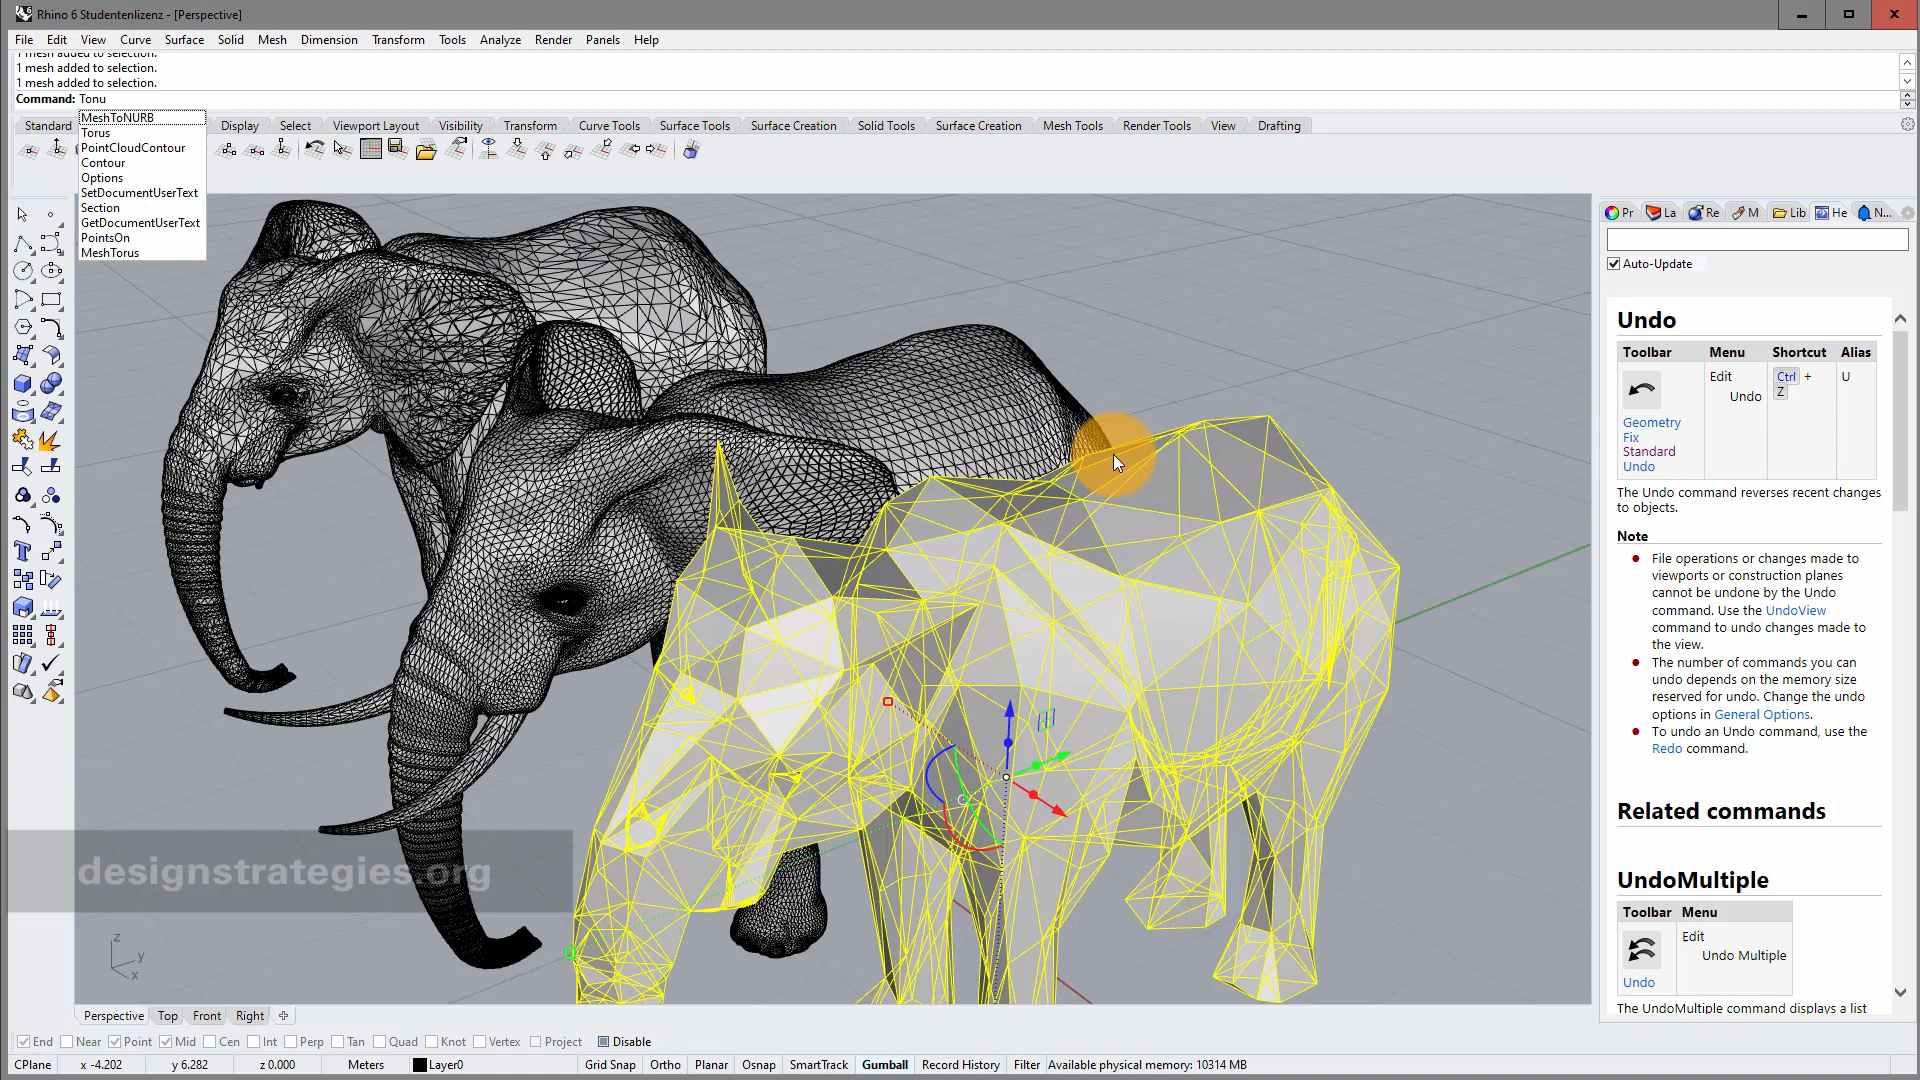 Rhino 6 Studentenlizenz - [Perspective]
File Edit View Curve Surface Solid Mesh Dimension Transform Tools Analyze Render Panels Help
1 mesh added to selection.
1 mesh added to selection.
1 mesh added to selection.
Command: Tonu
MeshToNURB
Torus
PointCloudContour
Contour
Options
SetDocumentUserText
Section
GetDocumentUserText
PointsOn
MeshTorus
Standard Display Select Viewport Layout Visibility Transform Curve Tools Surface Tools Surface Creation Solid Tools Surface Creation Mesh Tools Render Tools View Drafting
Pr La Re M Lib He N...
Auto-Update
Undo
Toolbar Menu Shortcut Alias
Edit Undo
Ctrl + Z
U
Geometry
Fix
Standard
Undo
The Undo command reverses recent changes
to objects.
Note
File operations or changes made to
viewports or construction planes
cannot be undone by the Undo
command. Use the UndoView
command to undo changes made to
the view.
The number of commands you can
undo depends on the memory size
reserved for undo. Change the undo
options in General Options.
To undo an Undo command, use the
Redo command.
Related commands
UndoMultiple
Toolbar Menu
Edit
Undo Multiple
Undo
The UndoMultiple command displays a list
designstrategies.org
z
y
x
Perspective Top Front Right
End Near Point Mid Cen Int Perp Tan Quad Knot Vertex Project Disable
CPlane x -4.202 y 6.282 z 0.000 Meters Layer0 Grid Snap Ortho Planar Osnap SmartTrack Gumball Record History Filter Available physical memory: 10314 MB